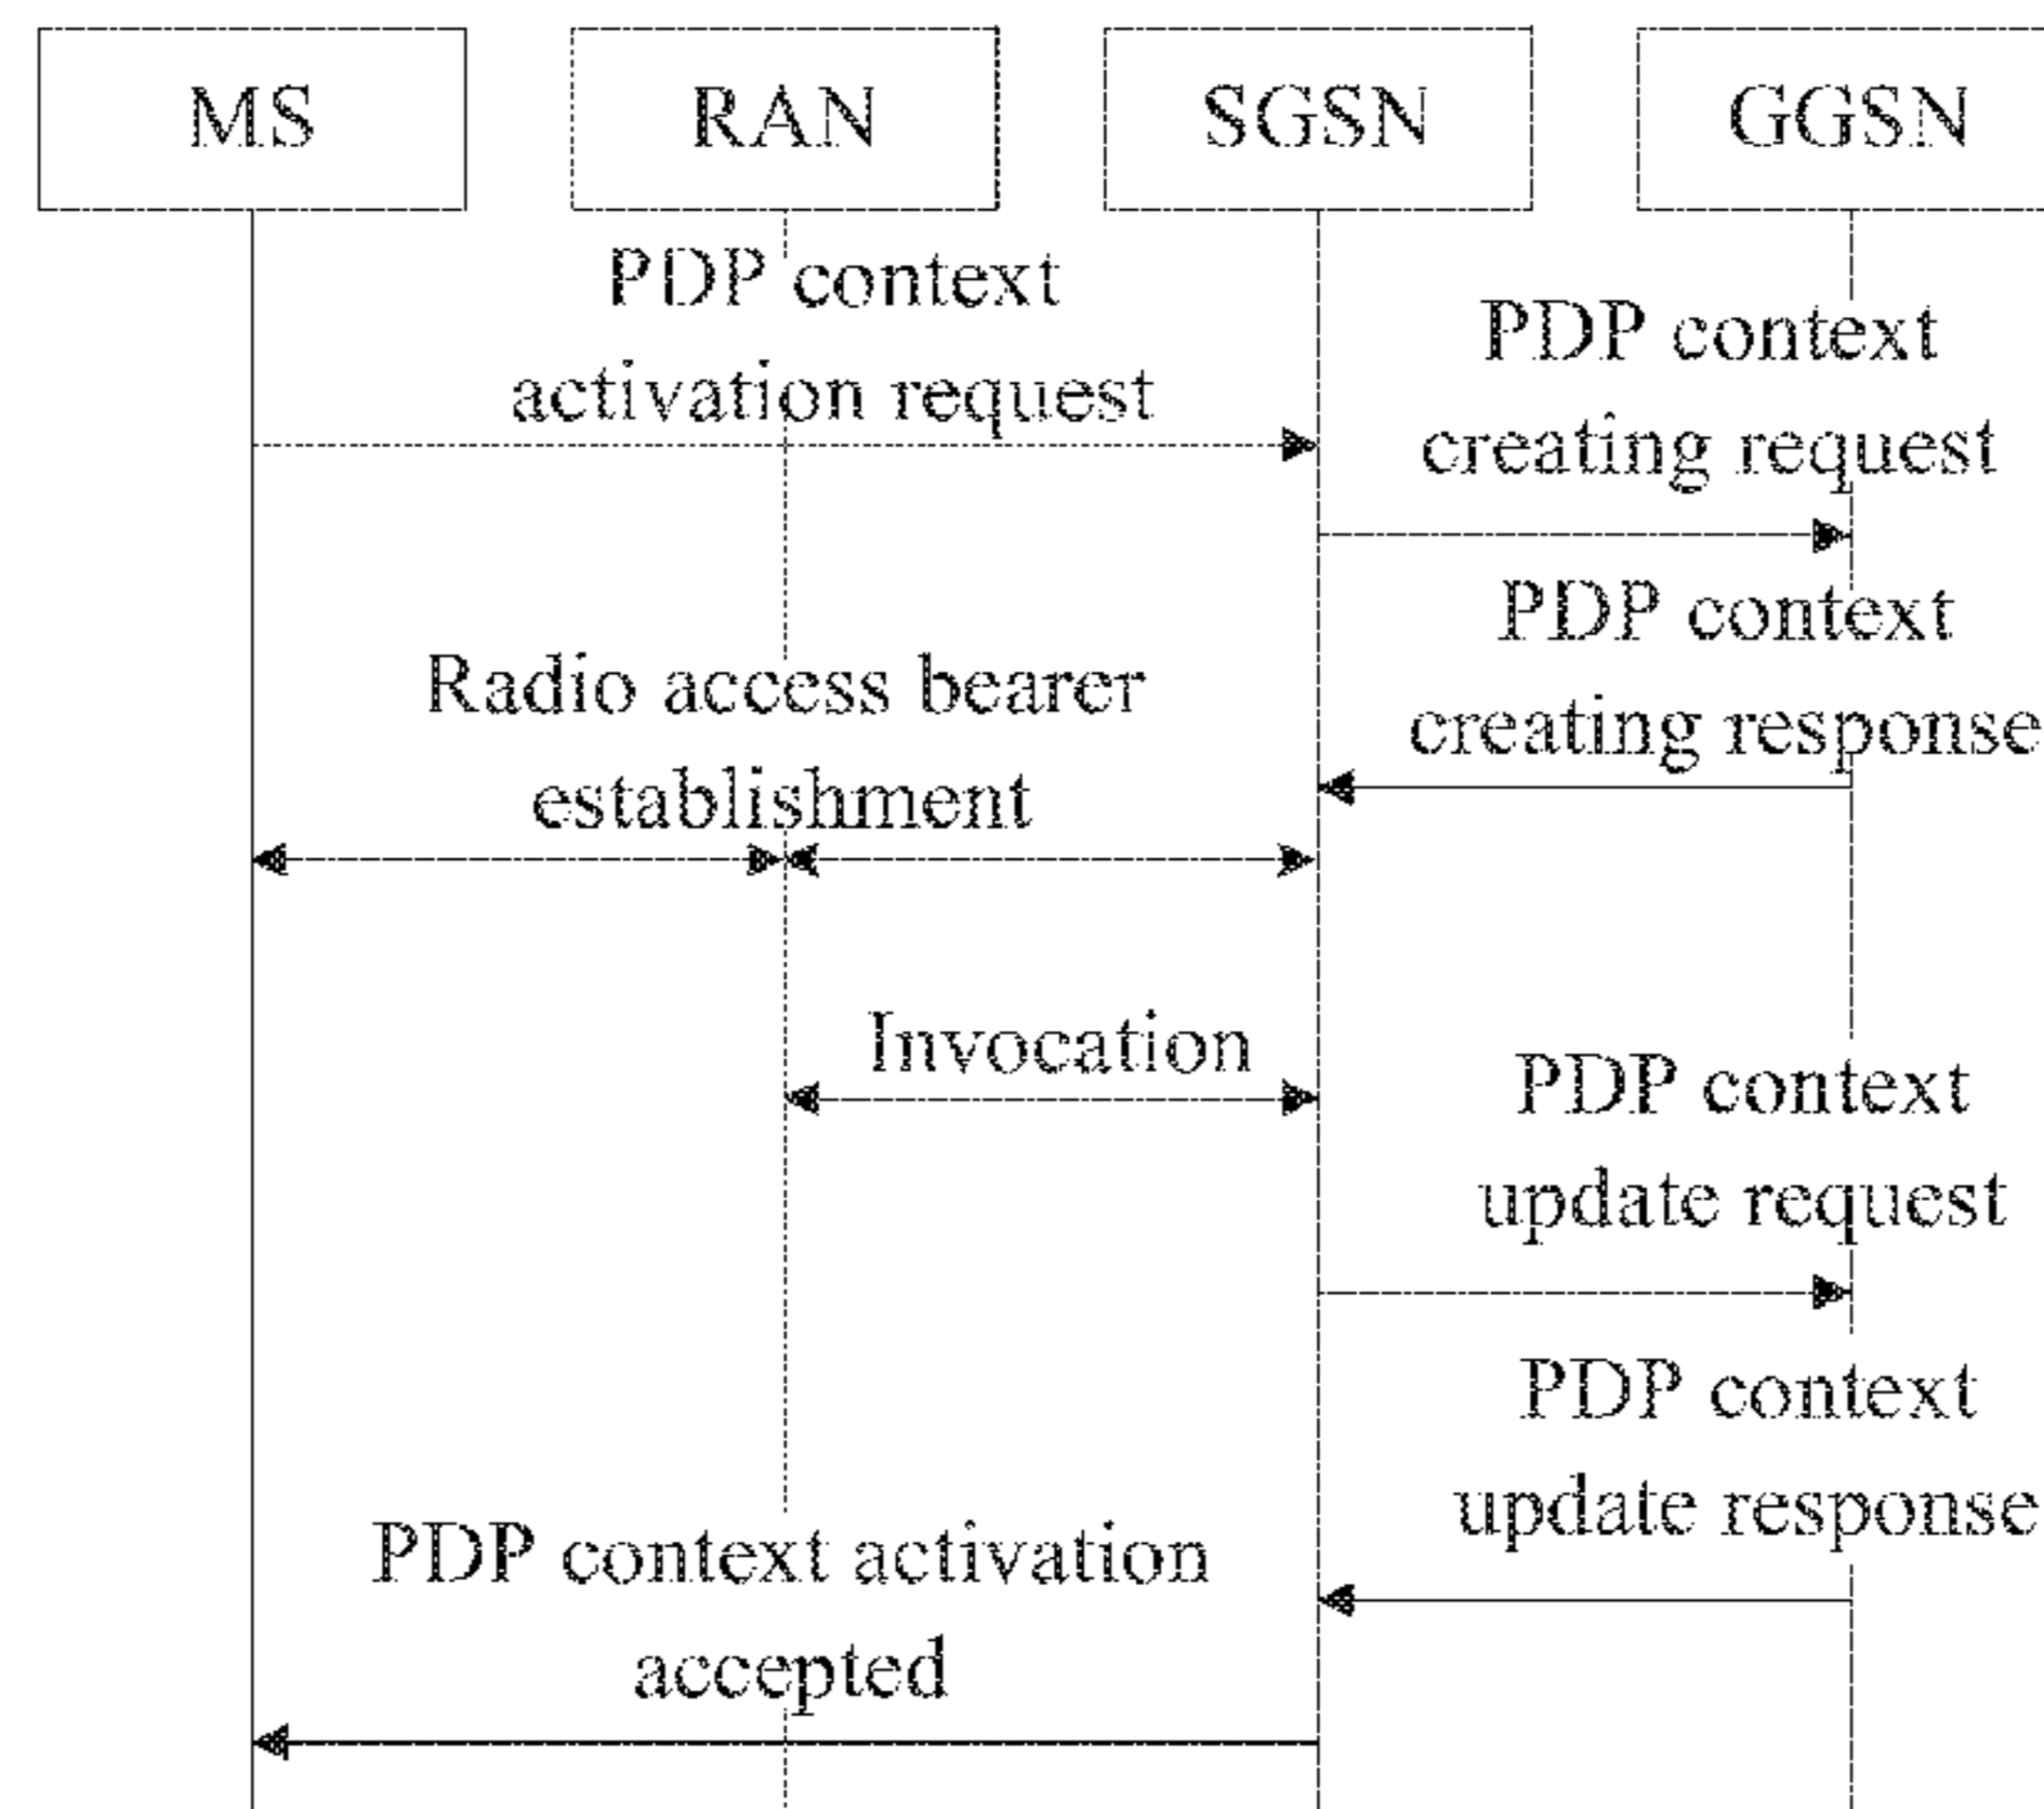 MS
RAN
SGSN
GGSN
PDP context
activation request
PDP context
creating request
PDP context
creating response
Radio access bearer
establishment
Invocation
PDP context
update request
PDP context
update response
PDP context activation
accepted